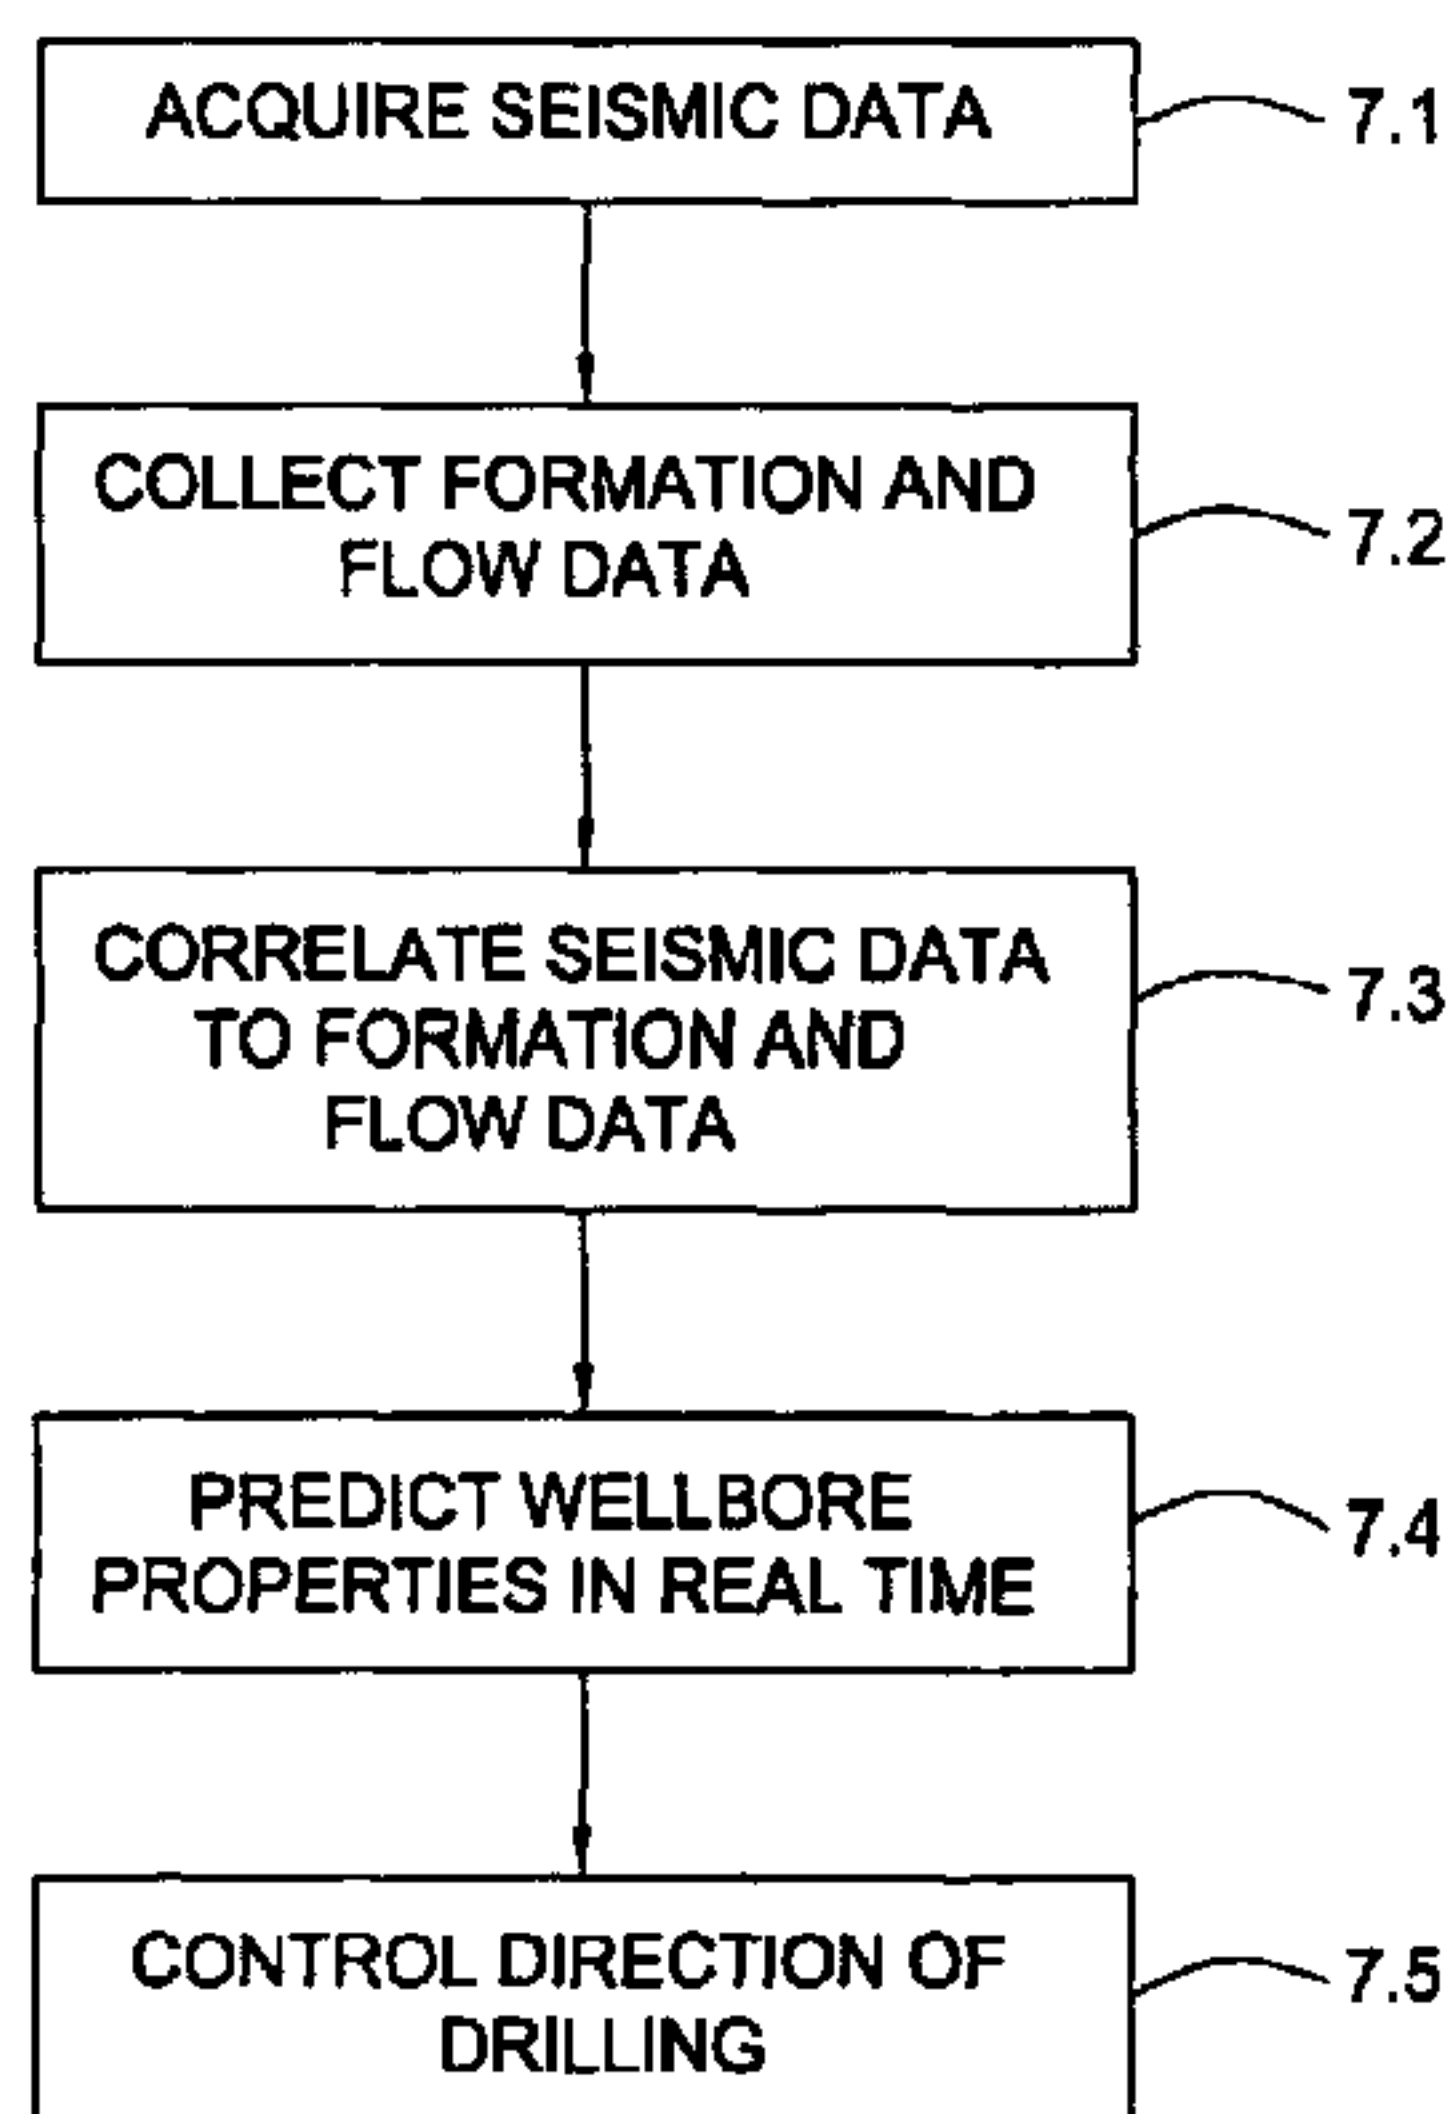 ACQUIRE SEISMIC DATA
7.1
COLLECT FORMATION AND
FLOW DATA
7.2
CORRELATE SEISMIC DATA
TO FORMATION AND
FLOW DATA
7.3
PREDICT WELLBORE
PROPERTIES IN REAL TIME
7.4
CONTROL DIRECTION OF
DRILLING
7.5